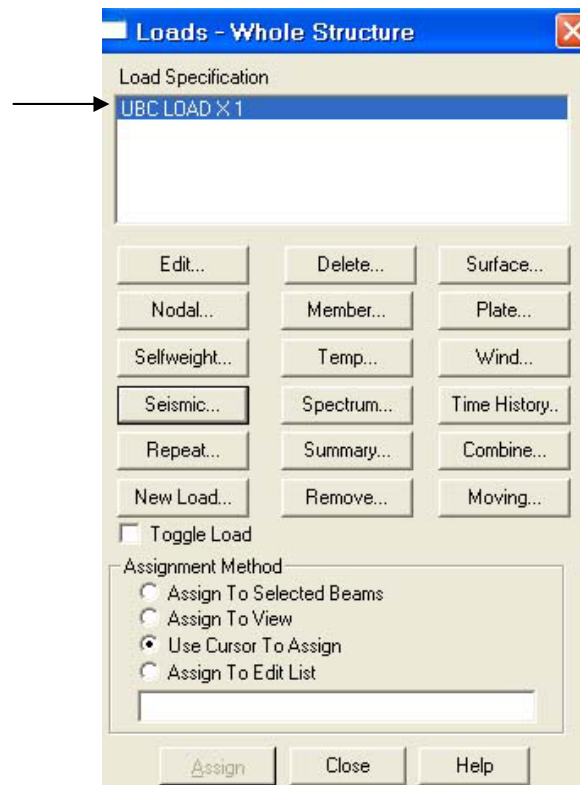 Loads - Whole Structure
Load Specification
UBC LOAD X 1
Edit... Delete... Surface...
Nodal... Member... Plate...
Selfweight... Temp... Wind...
Seismic... Spectrum... Time History..
Repeat... Summary... Combine...
New Load... Remove... Moving...
Toggle Load
Assignment Method
Assign To Selected Beams
Assign To View
Use Cursor To Assign
Assign To Edit List
Assign Close Help